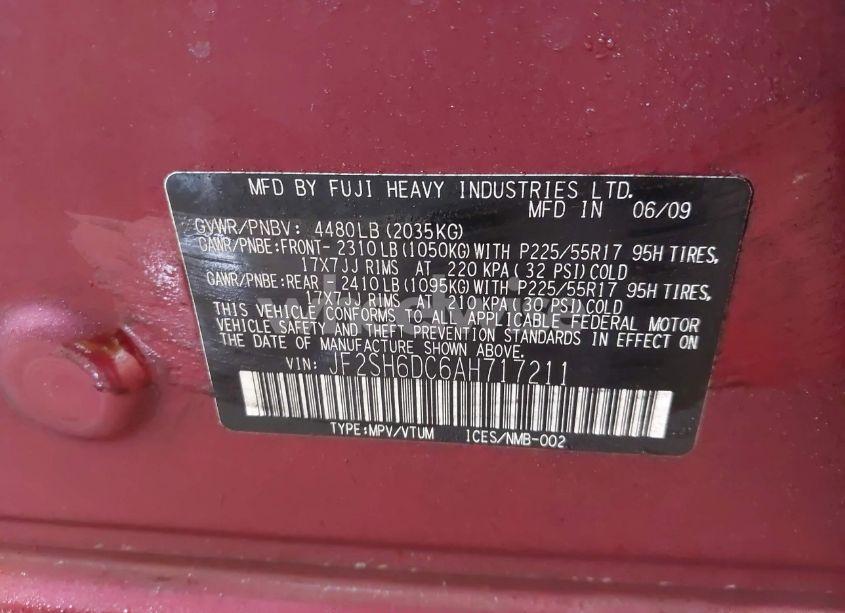 MFD BY FUJI HEAVY INDUSTRIES LTD.
MFD IN 06/09
GVWR/PNBV: 4480LB (2035KG)
GAWR/PNBE:FRONT- 2310LB (1050KG) WITH P225/55R17 95H TIRES,
17X7JJ RIMS AT 220 KPA ( 32 PSI) COLD
GAWR/PNBE:REAR - 2410LB (1095KG) WITH P225/55R17 95H TIRES,
17X7JJ RIMS AT 210 KPA ( 30 PSI) COLD
THIS VEHICLE CONFORMS TO ALL APPLICABLE FEDERAL MOTOR
VEHICLE SAFETY AND THEFT PREVENTION STANDARDS IN EFFECT ON
THE DATE OF MANUFACTURE SHOWN ABOVE.
VIN: JF2SH6DC6AH717211
TYPE:MPV/VTUM ICES/NMB-002